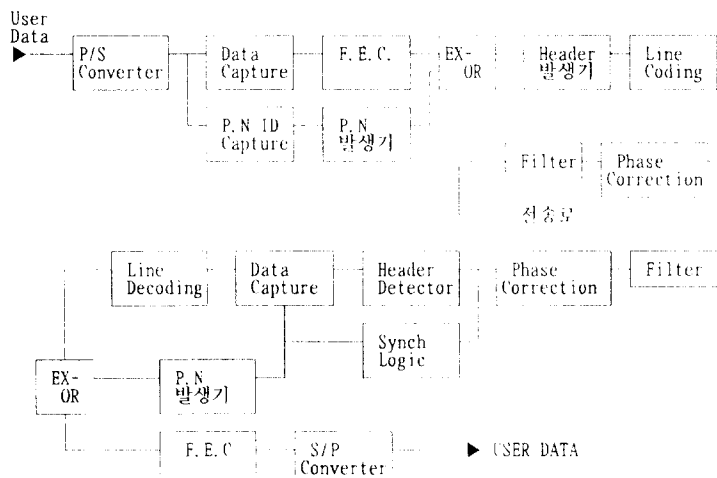 User
Data
P/S
Converter
Data
Capture
F.E.C.
EX-
OR
Header
발생기
Line
Coding
P.N ID
Capture
P.N
발생기
Filter
Phase
Correction
전송로
Line
Decoding
Data
Capture
Header
Detector
Phase
Correction
Filter
Synch
Logic
EX-
OR
P.N
발생기
F.E.C
S/P
Converter
USER DATA